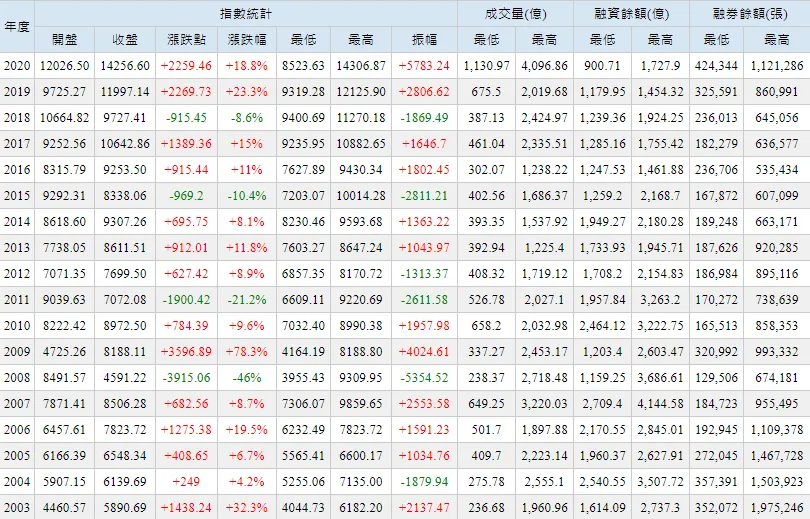 年度 指數統計 成交量(億) 融資餘額(億) 融券餘額(張)
開盤 收盤 漲跌點 漲跌幅 最低 最高 振幅 最低 最高 最低 最高 最低 最高
2020 12026.50 14256.60 +2259.46 +18.8% 8523.63 14306.87 +5783.24 1,130.97 4,096.86 900.71 1,727.9 424,344 1,121,286
2019 9725.27 11997.14 +2269.73 +23.3% 9319.28 12125.90 +2806.62 675.5 2,019.68 1,179.95 1,454.32 325,591 860,991
2018 10664.82 9727.41 -915.45 -8.6% 9400.69 11270.18 -1869.49 387.13 2,424.97 1,239.36 1,924.25 236,013 645,056
2017 9252.56 10642.86 +1389.36 +15% 9235.95 10882.65 +1646.7 461.04 2,335.51 1,285.16 1,755.42 182,279 636,577
2016 8315.79 9253.50 +915.44 +11% 7627.89 9430.34 +1802.45 302.07 1,238.22 1,247.53 1,461.88 236,706 535,434
2015 9292.31 8338.06 -969.2 -10.4% 7203.07 10014.28 -2811.21 402.56 1,686.37 1,259.2 2,168.7 167,872 607,099
2014 8618.60 9307.26 +695.75 +8.1% 8230.46 9593.68 +1363.22 393.35 1,537.92 1,949.27 2,180.28 189,248 663,171
2013 7738.05 8611.51 +912.01 +11.8% 7603.27 8647.24 +1043.97 392.94 1,225.4 1,733.93 1,945.71 187,626 920,285
2012 7071.35 7699.50 +627.42 +8.9% 6857.35 8170.72 -1313.37 408.32 1,719.12 1,708.2 2,154.83 186,984 895,116
2011 9039.63 7072.08 -1900.42 -21.2% 6609.11 9220.69 -2611.58 526.78 2,027.1 1,957.84 3,263.2 170,272 738,639
2010 8222.42 8972.50 +784.39 +9.6% 7032.40 8990.38 +1957.98 658.2 2,032.98 2,464.12 3,222.75 165,513 858,353
2009 4725.26 8188.11 +3596.89 +78.3% 4164.19 8188.80 +4024.61 337.27 2,453.17 1,203.4 2,603.47 320,992 993,332
2008 8491.57 4591.22 -3915.06 -46% 3955.43 9309.95 -5354.52 238.37 2,718.48 1,159.25 3,686.61 129,506 674,181
2007 7871.41 8506.28 +682.56 +8.7% 7306.07 9859.65 +2553.58 649.25 3,220.03 2,709.4 4,144.58 184,723 955,495
2006 6457.61 7823.72 +1275.38 +19.5% 6232.49 7823.72 +1591.23 501.7 1,897.88 2,170.55 2,845.01 192,945 1,109,378
2005 6166.39 6548.34 +408.65 +6.7% 5565.41 6600.17 +1034.76 409.7 2,223.14 1,960.37 2,627.91 272,045 1,467,728
2004 5907.15 6139.69 +249 +4.2% 5255.06 7135.00 -1879.94 275.78 2,555.1 2,540.55 3,507.72 357,391 1,503,923
2003 4460.57 5890.69 +1438.24 +32.3% 4044.73 6182.20 +2137.47 236.68 1,960.96 1,614.09 2,737.3 352,072 1,975,246